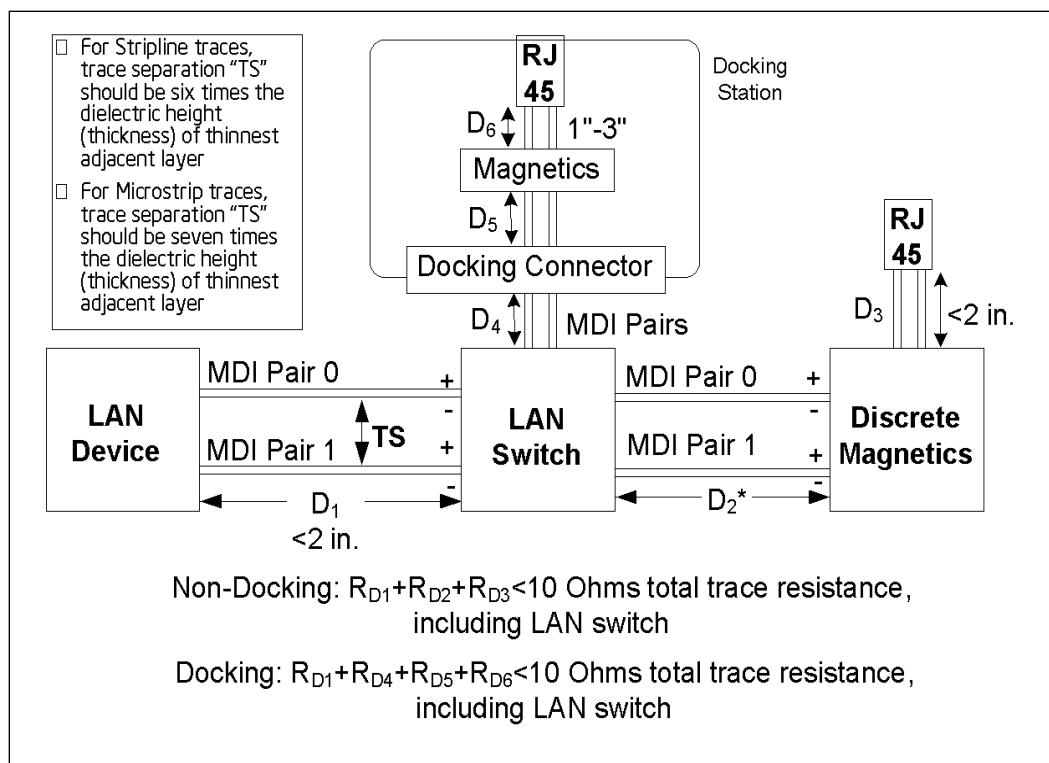 For Stripline traces,
trace separation "TS"
should be six times the
dielectric height
(thickness) of thinnest
adjacent layer
For Microstrip traces,
trace separation "TS"
should be seven times
the dielectric height
(thickness) of thinnest
adjacent layer
RJ
45
Docking
Station
D6
1"-3"
Magnetics
D5
Docking Connector
D4
MDI Pairs
RJ
45
D3
<2 in.
LAN
Device
MDI Pair 0
+
-
TS
MDI Pair 1
+
-
D1
<2 in.
LAN
Switch
MDI Pair 0
+
-
MDI Pair 1
+
-
D2*
Discrete
Magnetics
Non-Docking: RD1+RD2+RD3<10 Ohms total trace resistance,
including LAN switch
Docking: RD1+RD4+RD5+RD6<10 Ohms total trace resistance,
including LAN switch